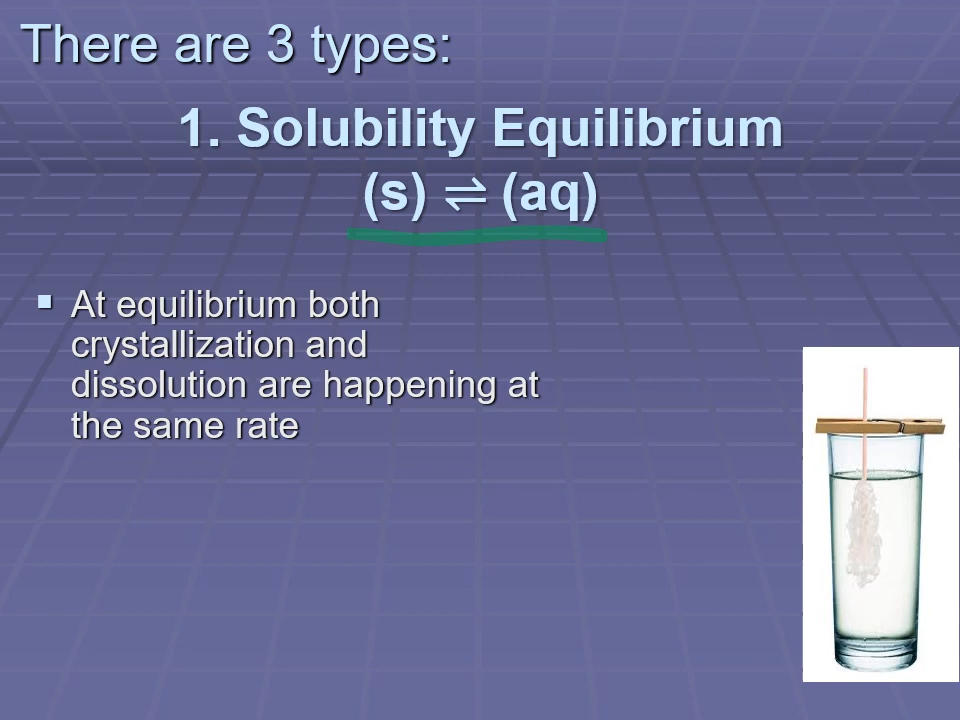 There are 3 types:
1. Solubility Equilibrium
(s) ⇌ (aq)
▪ At equilibrium both
crystallization and
dissolution are happening at
the same rate